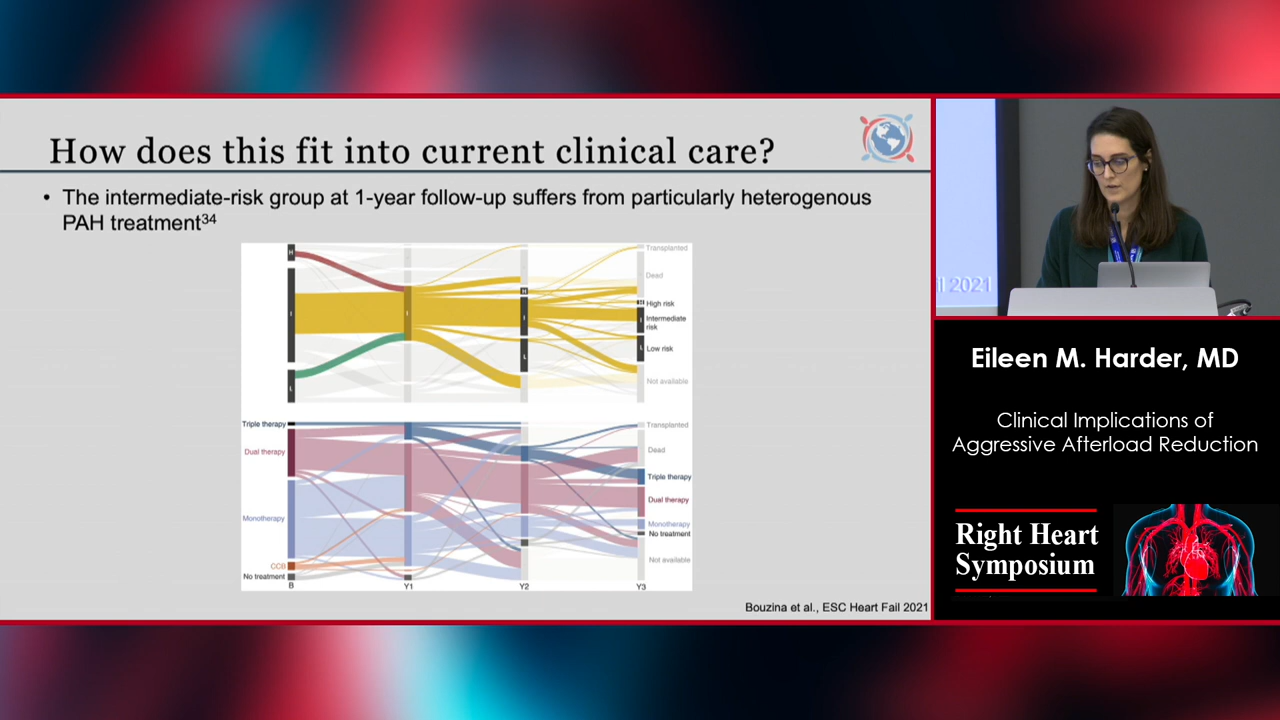 How does this fit into current clinical care?
• The intermediate-risk group at 1-year follow-up suffers from particularly heterogenous
PAH treatment34
H
I
L
I
H
I
L
Transplanted
Dead
H High risk
I Intermediate
risk
L Low risk
Not available
Triple therapy
Dual therapy
Monotherapy
CCB
No treatment
Transplanted
Dead
Triple therapy
Dual therapy
Monotherapy
No treatment
Not available
B
Y1
Y2
Y3
Bouzina et al., ESC Heart Fail 2021
il 2021
Eileen M. Harder, MD
Clinical Implications of
Aggressive Afterload Reduction
Right Heart
Symposium